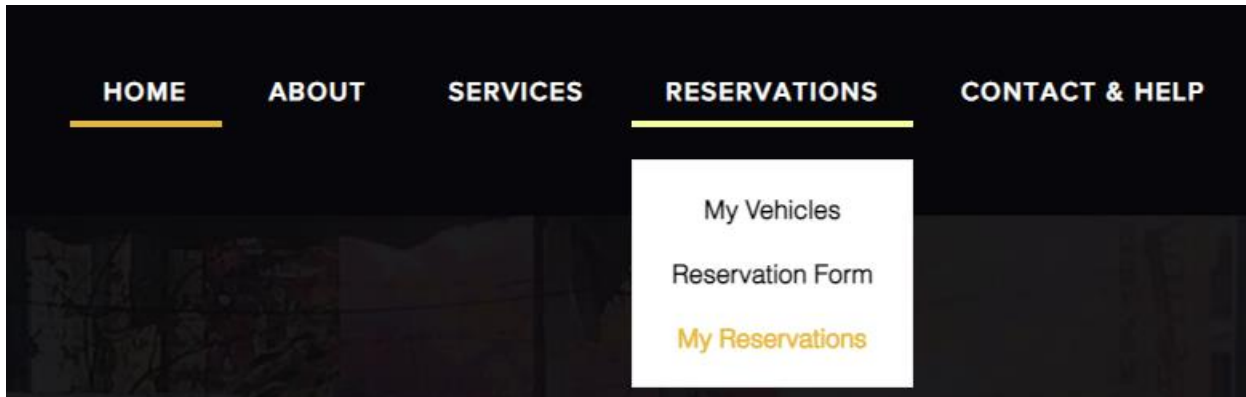 HOME ABOUT SERVICES RESERVATIONS CONTACT & HELP
My Vehicles
Reservation Form
My Reservations